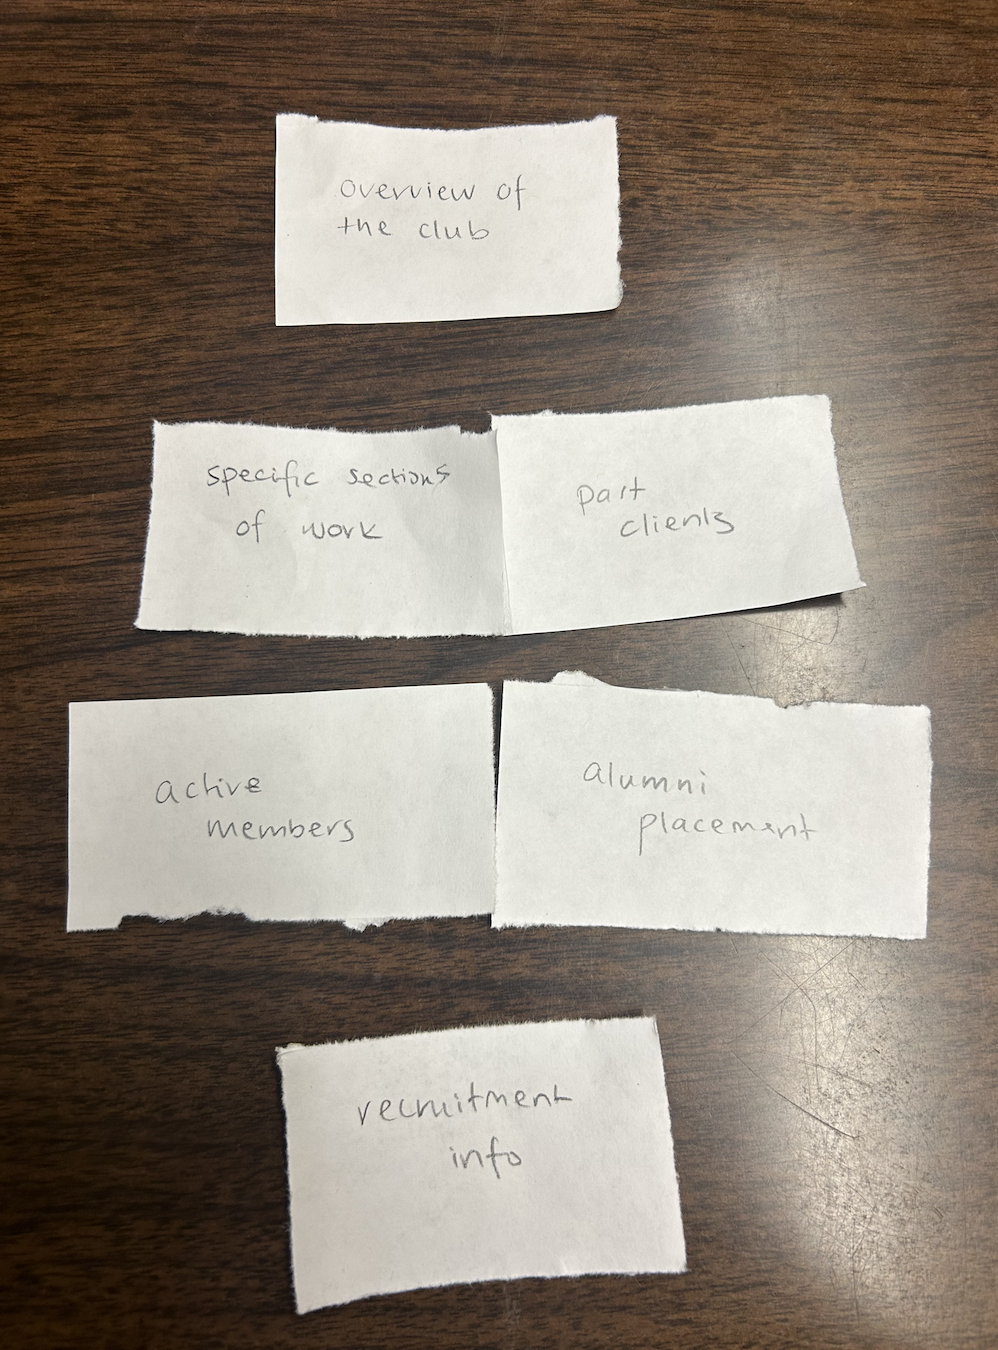 overview of
the club
specific sections
of work
past
clients
active
members
alumni
placement
recruitment
info